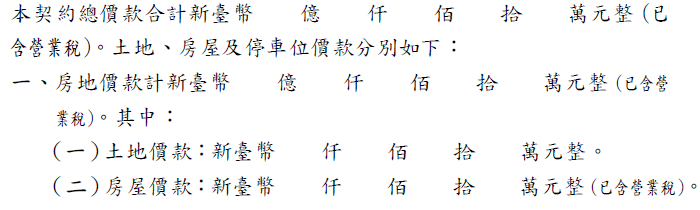 本契約總價款合計新臺幣　　億　　仟　　佰　　拾　　萬元整(已
含營業稅)。土地、房屋及停車位價款分別如下：
一、房地價款計新臺幣　　億　　仟　　佰　　拾　　萬元整(已含營
業稅)。其中：
(一)土地價款：新臺幣　　仟　　佰　　拾　　萬元整。
(二)房屋價款：新臺幣　　仟　　佰　　拾　　萬元整(已含營業稅)。